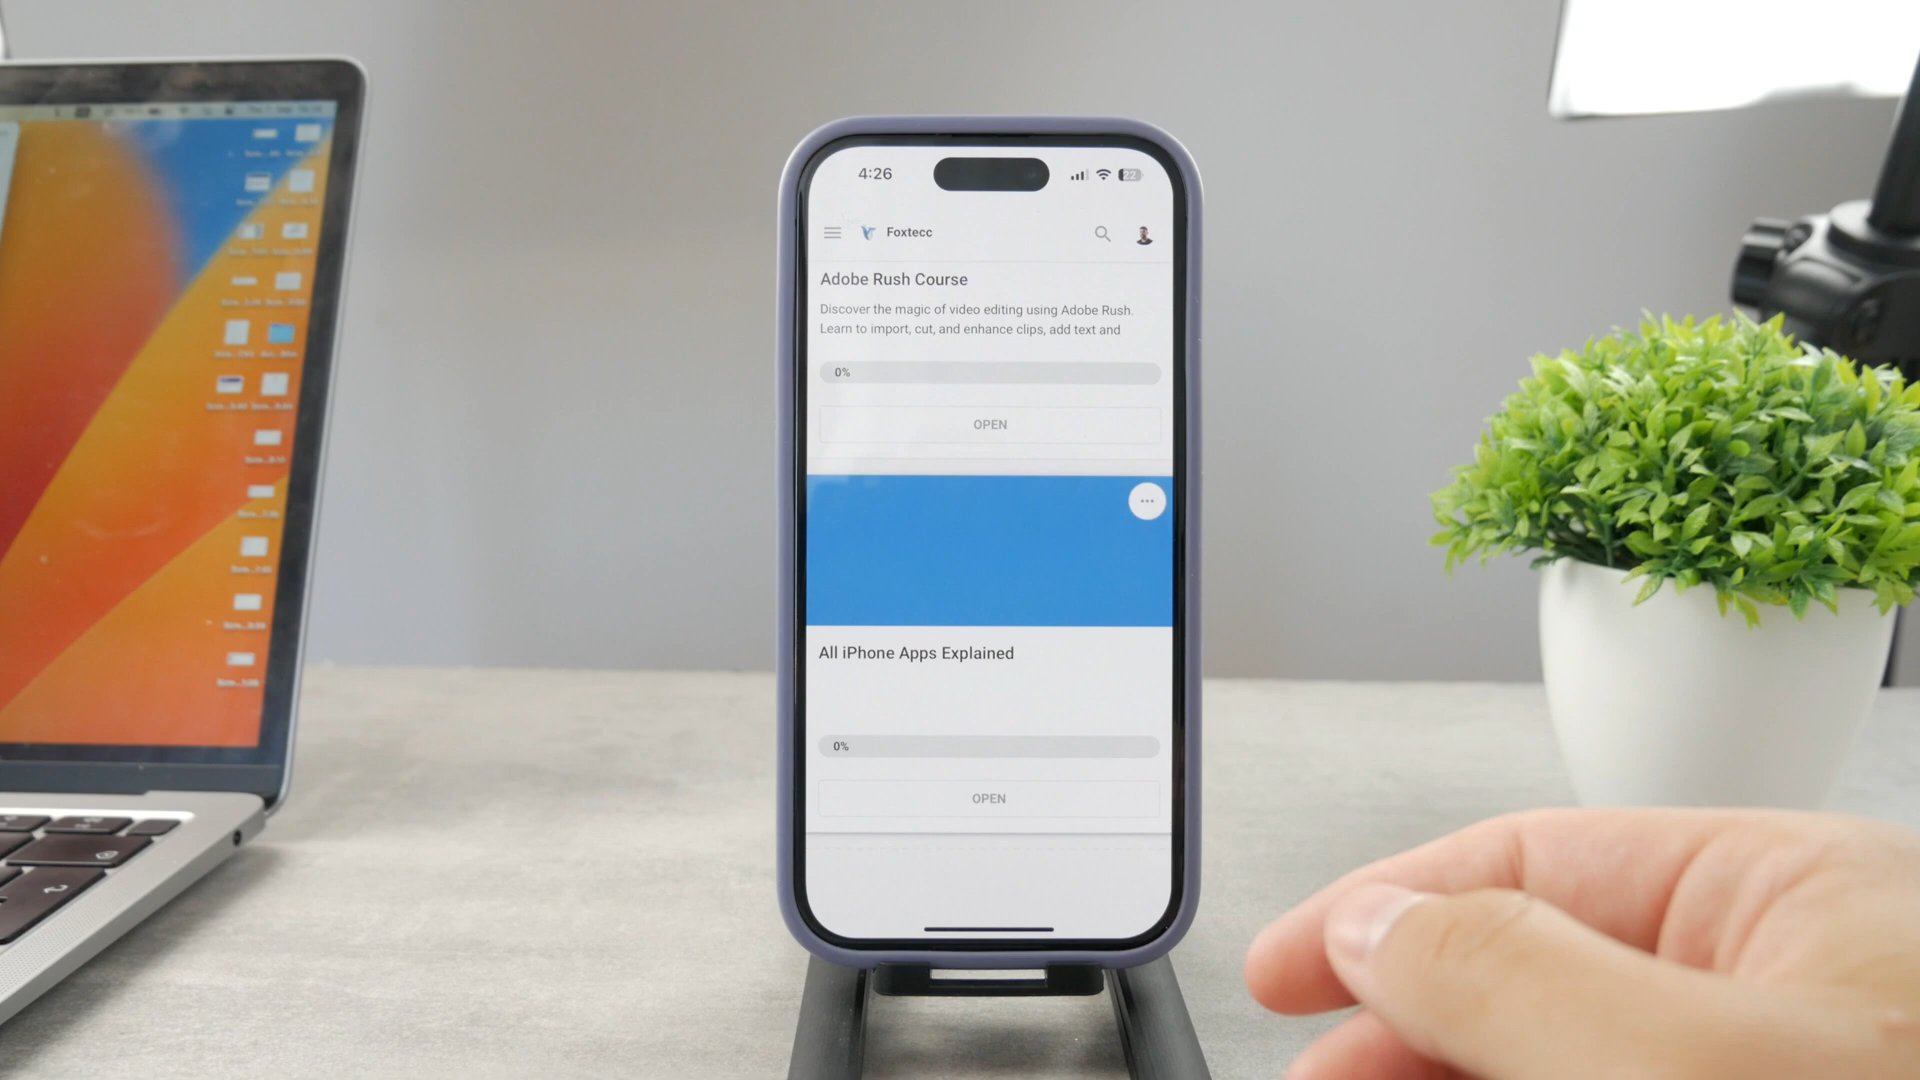 4:26
22
Foxtecc
Adobe Rush Course
Discover the magic of video editing using Adobe Rush.
Learn to import, cut, and enhance clips, add text and
0%
OPEN
All iPhone Apps Explained
0%
OPEN